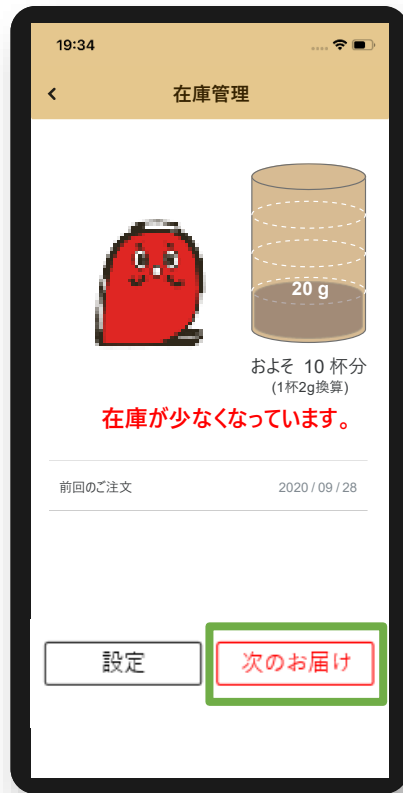 19:34
在庫管理
20 g
およそ 10 杯分
(1杯2g換算)
在庫が少なくなっています。
前回のご注文 2020 / 09 / 28
設定 次のお届け